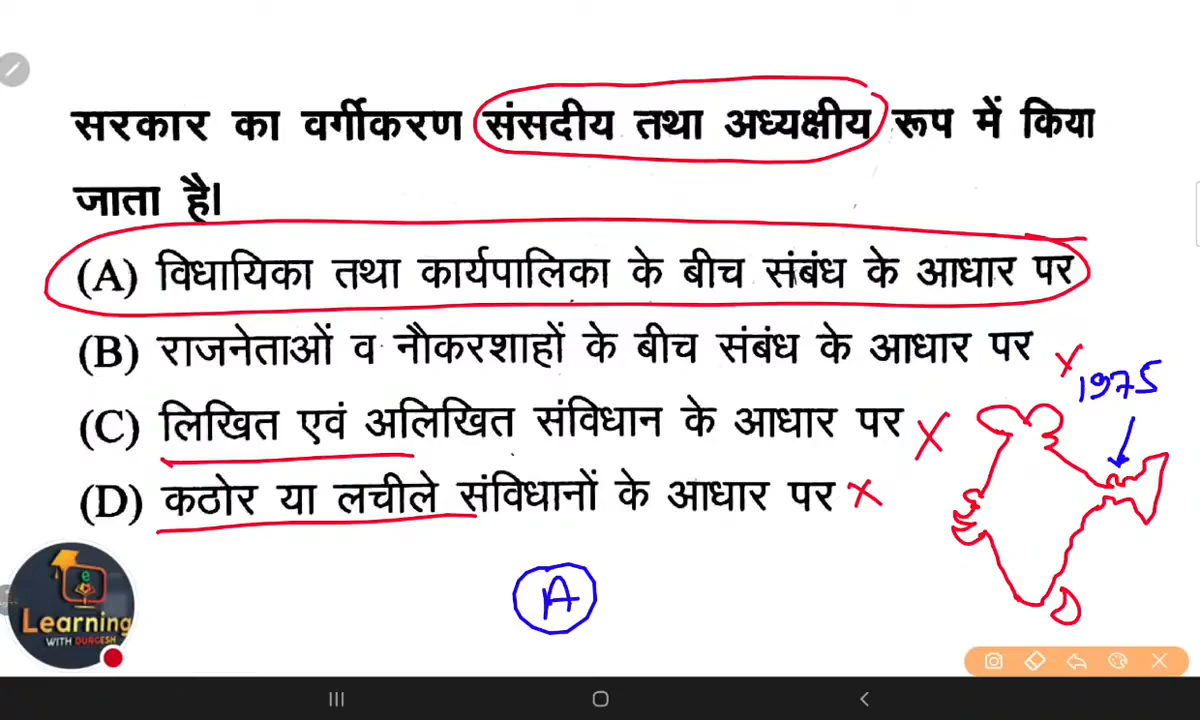 सरकार का वर्गीकरण संसदीय तथा अध्यक्षीय रूप में किया
जाता है।
(A) विधायिका तथा कार्यपालिका के बीच संबंध के आधार पर
(B) राजनेताओं व नौकरशाहों के बीच संबंध के आधार पर
1975
(C) लिखित एवं अलिखित संविधान के आधार पर
(D) कठोर या लचीले संविधानों के आधार पर
A
e
Learning
WITH DURGESH